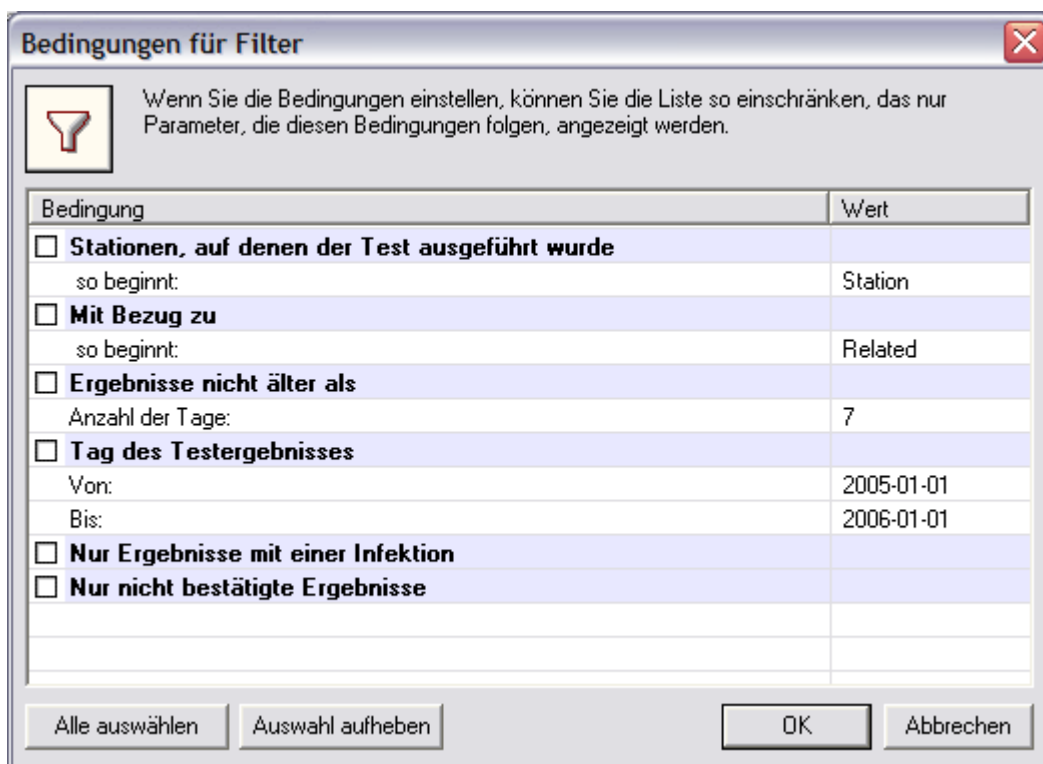 Bedingungen für Filter
Wenn Sie die Bedingungen einstellen, können Sie die Liste so einschränken, das nur
Parameter, die diesen Bedingungen folgen, angezeigt werden.
Bedingung Wert
Stationen, auf denen der Test ausgeführt wurde
so beginnt: Station
Mit Bezug zu
so beginnt: Related
Ergebnisse nicht älter als
Anzahl der Tage: 7
Tag des Testergebnisses
Von: 2005-01-01
Bis: 2006-01-01
Nur Ergebnisse mit einer Infektion
Nur nicht bestätigte Ergebnisse
Alle auswählen Auswahl aufheben OK Abbrechen